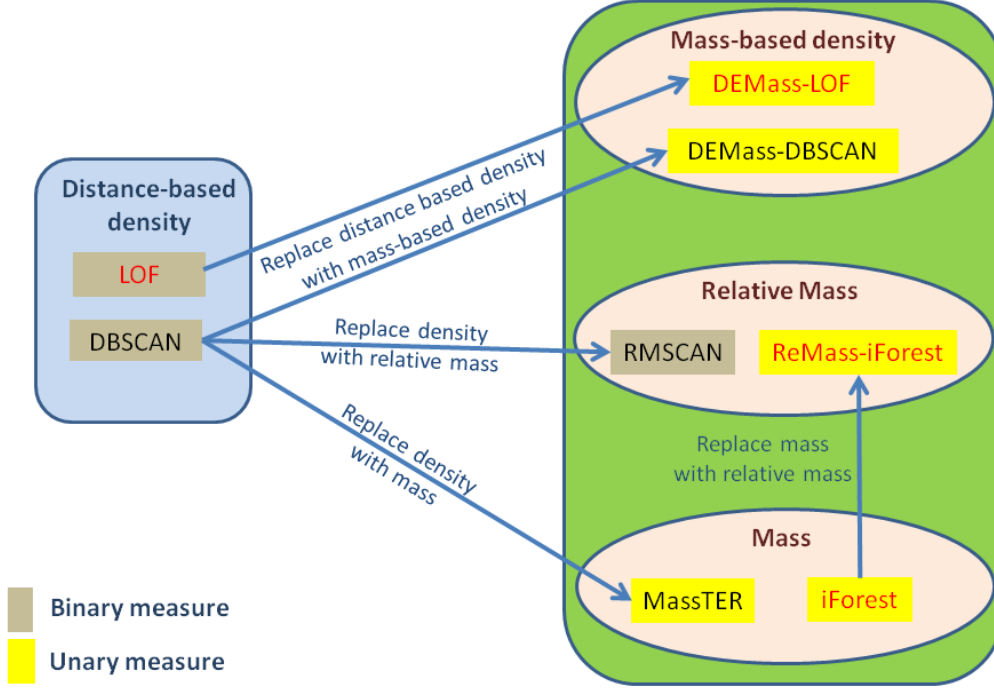 Mass-based density
DEMass-LOF
DEMass-DBSCAN
Distance-based
density
LOF
DBSCAN
Replace distance based density
with mass-based density
Replace density
with relative mass
Replace density
with mass
Relative Mass
RMSCAN
ReMass-iForest
Replace mass
with relative mass
Mass
MassTER
iForest
Binary measure
Unary measure